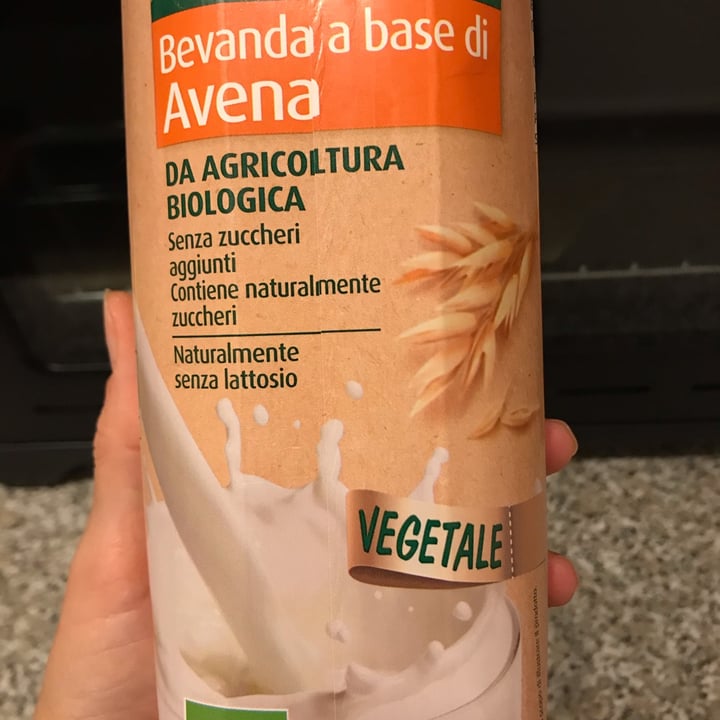 Bevanda a base di
Avena
DA AGRICOLTURA
BIOLOGICA
Senza zuccheri
aggiunti
Contiene naturalmente
zuccheri
Naturalmente
senza lattosio
VEGETALE